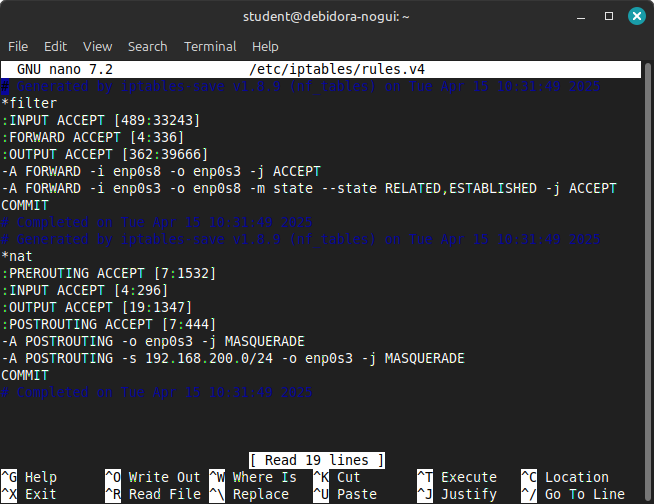 student@debidora-nogui: ~
File Edit View Search Terminal Help
GNU nano 7.2 /etc/iptables/rules.v4
# Generated by iptables-save v1.8.9 (nf_tables) on Tue Apr 15 10:31:49 2025
*filter
:INPUT ACCEPT [489:33243]
:FORWARD ACCEPT [4:336]
:OUTPUT ACCEPT [362:39666]
-A FORWARD -i enp0s8 -o enp0s3 -j ACCEPT
-A FORWARD -i enp0s3 -o enp0s8 -m state --state RELATED,ESTABLISHED -j ACCEPT
COMMIT
# Completed on Tue Apr 15 10:31:49 2025
# Generated by iptables-save v1.8.9 (nf_tables) on Tue Apr 15 10:31:49 2025
*nat
:PREROUTING ACCEPT [7:1532]
:INPUT ACCEPT [4:296]
:OUTPUT ACCEPT [19:1347]
:POSTROUTING ACCEPT [7:444]
-A POSTROUTING -o enp0s3 -j MASQUERADE
-A POSTROUTING -s 192.168.200.0/24 -o enp0s3 -j MASQUERADE
COMMIT
# Completed on Tue Apr 15 10:31:49 2025
[ Read 19 lines ]
^G Help ^O Write Out ^W Where Is ^K Cut ^T Execute ^C Location
^X Exit ^R Read File ^\ Replace ^U Paste ^J Justify ^/ Go To Line